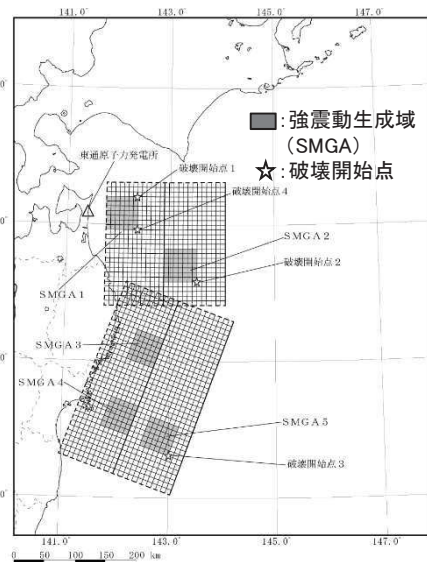 143.0°
145.0°
147.0°
:強震動生成域
(SMGA)
:破壊開始点
東通原子力発電所
破壊開始点1
破壊開始点4
SMGA2
破壊開始点2
SMGA1
SMGA3
SMGA4
SMGA5
破壊開始点3
141.0°
143.0°
145.0°
147.0°
0 50 100 150 200 km